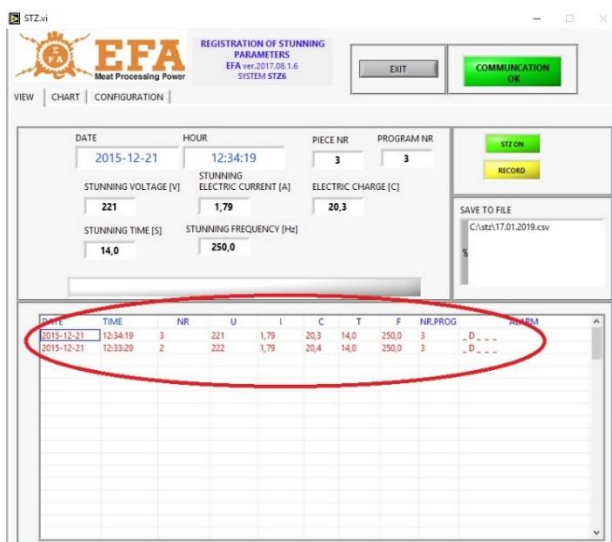 STZ.vi
EFA
EFA
Meat Processing Power
REGISTRATION OF STUNNING
PARAMETERS
EFA ver.2017.08.1.6
SYSTEM STZ6
EXIT
COMMUNCATION
OK
VIEW CHART CONFIGURATION
DATE HOUR PIECE NR PROGRAM NR
2015-12-21 12:34:19 3 3
STZ ON
RECORD
STUNNING VOLTAGE [V] STUNNING ELECTRIC CURRENT [A] ELECTRIC CHARGE [C]
221 1,79 20,3
STUNNING TIME [S] STUNNING FREQUENCY [Hz]
14,0 250,0
SAVE TO FILE
C:\stz\17.01.2019.csv
DATE TIME NR U I C T F NR.PROG ALARM
2015-12-21 12:34:19 3 221 1,79 20,3 14,0 250,0 3 _ D _ _ _
2015-12-21 12:33:29 2 222 1,79 20,4 14,0 250,0 3 _ D _ _ _